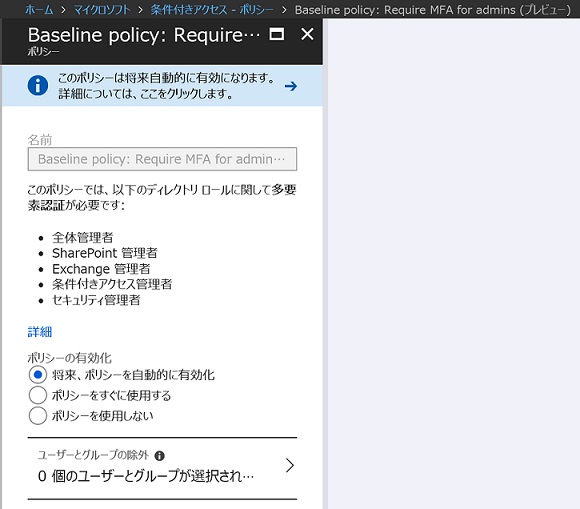 ホーム > マイクロソフト > 条件付きアクセス - ポリシー > Baseline policy: Require MFA for admins (プレビュー)
Baseline policy: Require…
ポリシー
このポリシーは将来自動的に有効になります。
詳細については、ここをクリックします。
名前
Baseline policy: Require MFA for admin…
このポリシーでは、以下のディレクトリ ロールに関して多要
素認証が必要です:
• 全体管理者
• SharePoint 管理者
• Exchange 管理者
• 条件付きアクセス管理者
• セキュリティ管理者
詳細
ポリシーの有効化
将来、ポリシーを自動的に有効化
ポリシーをすぐに使用する
ポリシーを使用しない
ユーザーとグループの除外
0 個のユーザーとグループが選択され…